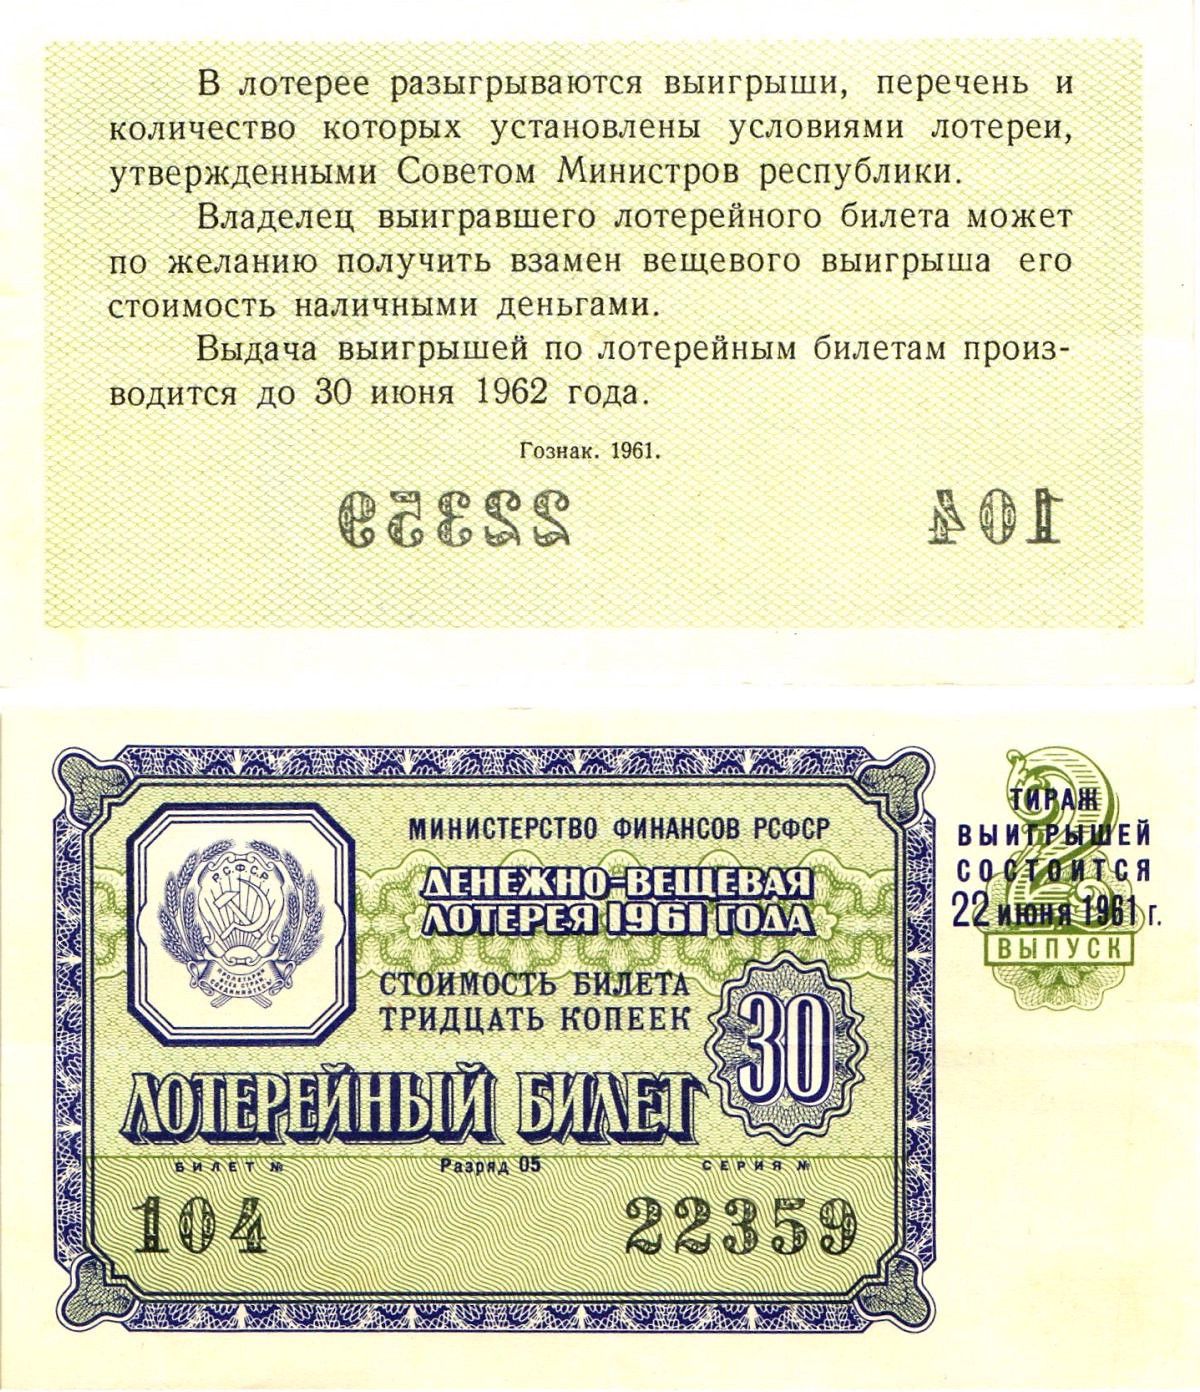 В лотерее разыгрываются выигрыши, перечень и
количество которых установлены условиями лотереи,
утвержденными Советом Министров республики.
Владелец выигравшего лотерейного билета может
по желанию получить взамен вещевого выигрыша его
стоимость наличными деньгами.
Выдача выигрышей по лотерейным билетам произ-
водится до 30 июня 1962 года.
Гознак. 1961.
22359
104
Р.С.Ф.С.Р.
МИНИСТЕРСТВО ФИНАНСОВ РСФСР
ДЕНЕЖНО-ВЕЩЕВАЯ
ЛОТЕРЕЯ 1961 ГОДА
СТОИМОСТЬ БИЛЕТА
ТРИДЦАТЬ КОПЕЕК
30
ЛОТЕРЕЙНЫЙ БИЛЕТ
БИЛЕТ № Разряд 05 СЕРИЯ №
104 22359
2
ТИРАЖ
ВЫИГРЫШЕЙ
СОСТОИТСЯ
22 ИЮНЯ 1961 г.
ВЫПУСК